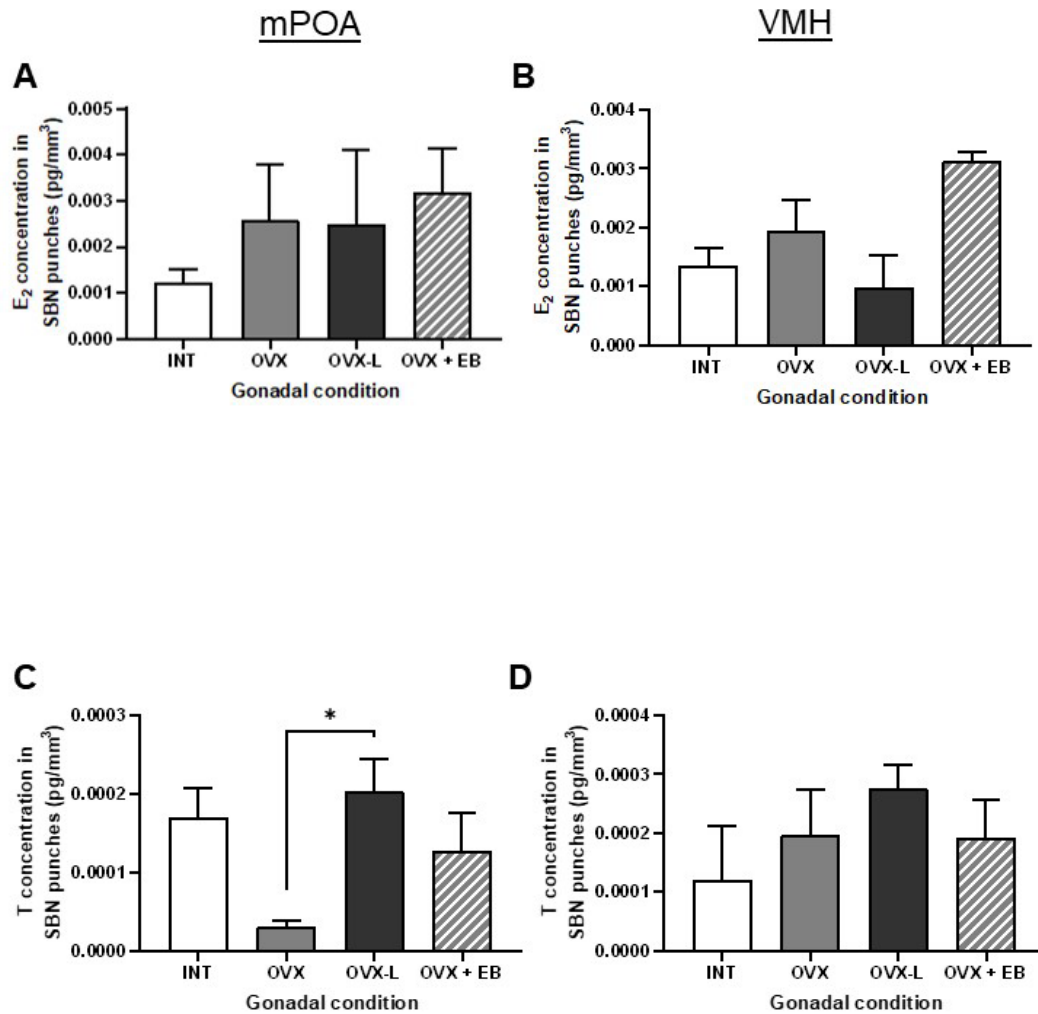 mPOA
VMH
A
E₂ concentration in
SBN punches (pg/mm³)
0.005
0.004
0.003
0.002
0.001
0.000
INT OVX OVX-L OVX + EB
Gonadal condition
B
E₂ concentration in
SBN punches (pg/mm³)
0.004
0.003
0.002
0.001
0.000
INT OVX OVX-L OVX + EB
Gonadal condition
C
T concentration in
SBN punches (pg/mm³)
0.0003
0.0002
0.0001
0.0000
*
INT OVX OVX-L OVX + EB
Gonadal condition
D
T concentration in
SBN punches (pg/mm³)
0.0004
0.0003
0.0002
0.0001
0.0000
INT OVX OVX-L OVX + EB
Gonadal condition